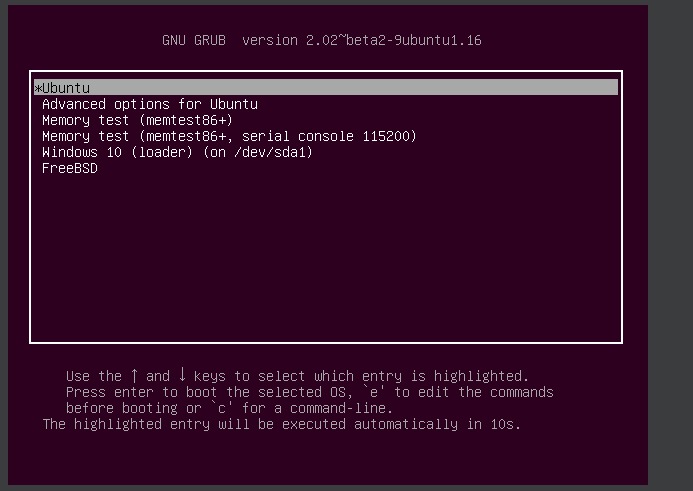 GNU GRUB  version 2.02~beta2-9ubuntu1.16
*Ubuntu
Advanced options for Ubuntu
Memory test (memtest86+)
Memory test (memtest86+, serial console 115200)
Windows 10 (loader) (on /dev/sda1)
FreeBSD
Use the ↑ and ↓ keys to select which entry is highlighted.
Press enter to boot the selected OS, `e' to edit the commands
before booting or `c' for a command-line.
The highlighted entry will be executed automatically in 10s.